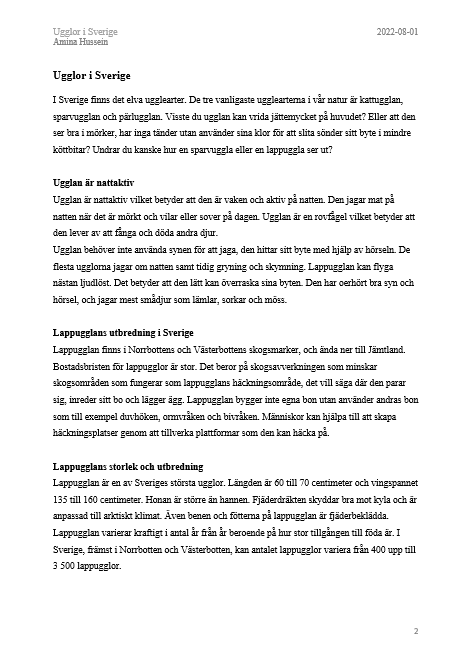 Ugglor i Sverige 2022-08-01
Amina Hussein
Ugglor i Sverige
I Sverige finns det elva ugglearter. De tre vanligaste ugglearterna i vår natur är kattugglan,
sparvugglan och pärlugglan. Visste du ugglan kan vrida jättemycket på huvudet? Eller att den
ser bra i mörker, har inga tänder utan använder sina klor för att slita sönder sitt byte i mindre
köttbitar? Undrar du kanske hur en sparvuggla eller en lappuggla ser ut?
Ugglan är nattaktiv
Ugglan är nattaktiv vilket betyder att den är vaken och aktiv på natten. Den jagar mat på
natten när det är mörkt och vilar eller sover på dagen. Ugglan är en rovfågel vilket betyder att
den lever av att fånga och döda andra djur.
Ugglan behöver inte använda synen för att jaga, den hittar sitt byte med hjälp av hörseln. De
flesta ugglorna jagar om natten samt tidig gryning och skymning. Lappugglan kan flyga
nästan ljudlöst. Det betyder att den lätt kan överraska sina byten. Den har oerhört bra syn och
hörsel, och jagar mest smådjur som lämlar, sorkar och möss.
Lappugglans utbredning i Sverige
Lappugglan finns i Norrbottens och Västerbottens skogsmarker, och ända ner till Jämtland.
Bostadsbristen för lappugglor är stor. Det beror på skogsavverkningen som minskar
skogsområden som fungerar som lappugglans häckningsområde, det vill säga där den parar
sig, inreder sitt bo och lägger ägg. Lappugglan bygger inte egna bon utan använder andras bon
som till exempel duvhöken, ormvråken och bivråken. Människor kan hjälpa till att skapa
häckningsplatser genom att tillverka plattformar som den kan häcka på.
Lappugglans storlek och utbredning
Lappugglan är en av Sveriges största ugglor. Längden är 60 till 70 centimeter och vingspannet
135 till 160 centimeter. Honan är större än hannen. Fjäderdräkten skyddar bra mot kyla och är
anpassad till arktiskt klimat. Även benen och fötterna på lappugglan är fjäderbeklädda.
Lappugglan varierar kraftigt i antal år från år beroende på hur stor tillgången till föda är. I
Sverige, främst i Norrbotten och Västerbotten, kan antalet lappugglor variera från 400 upp till
3 500 lappugglor.
2